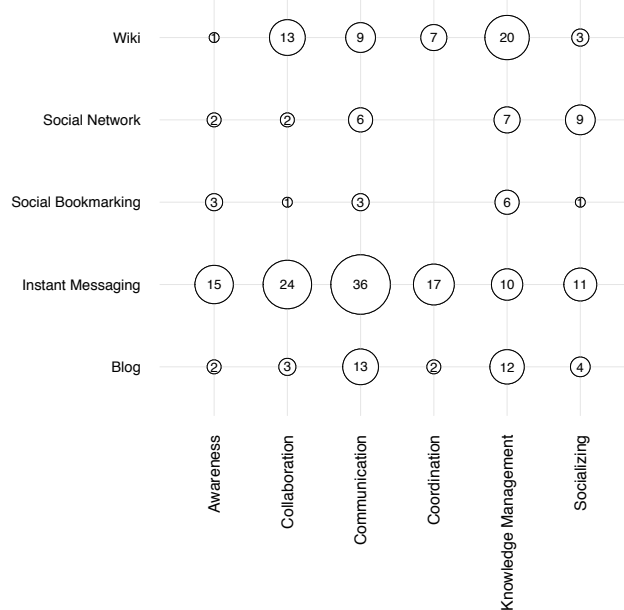 Wiki 1 13 9 7 20 3
Social Network 2 2 6 7 9
Social Bookmarking 3 1 3 6 1
Instant Messaging 15 24 36 17 10 11
Blog 2 3 13 2 12 4
Awareness
Collaboration
Communication
Coordination
Knowledge Management
Socializing